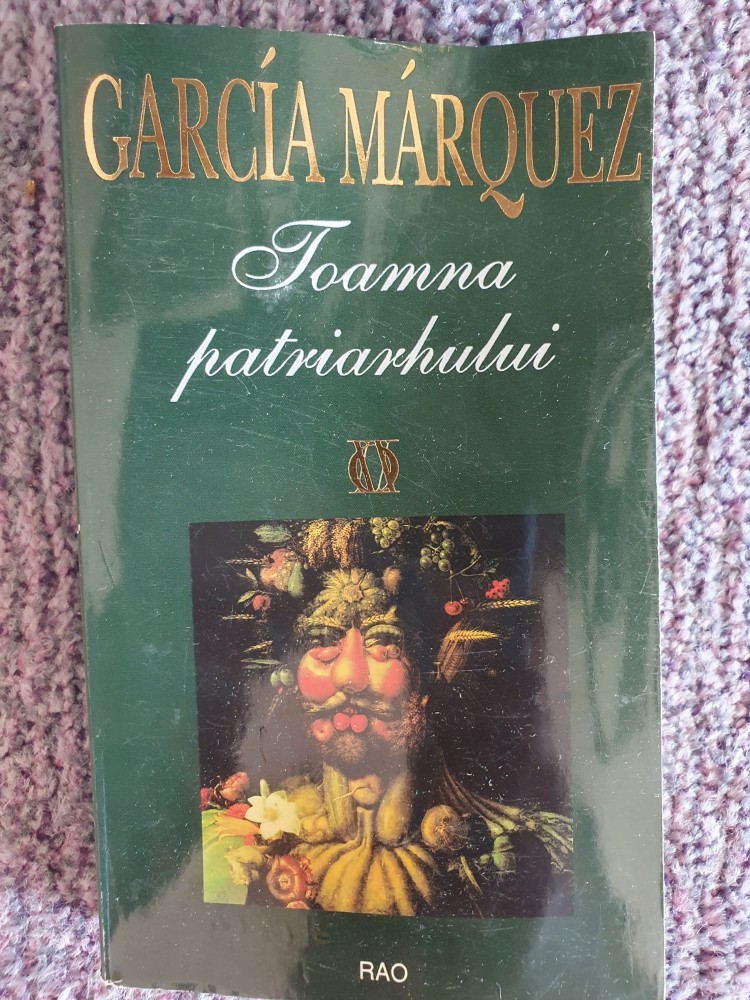 GARCÍA MÁRQUEZ
Toamna
patriarhului
RAO